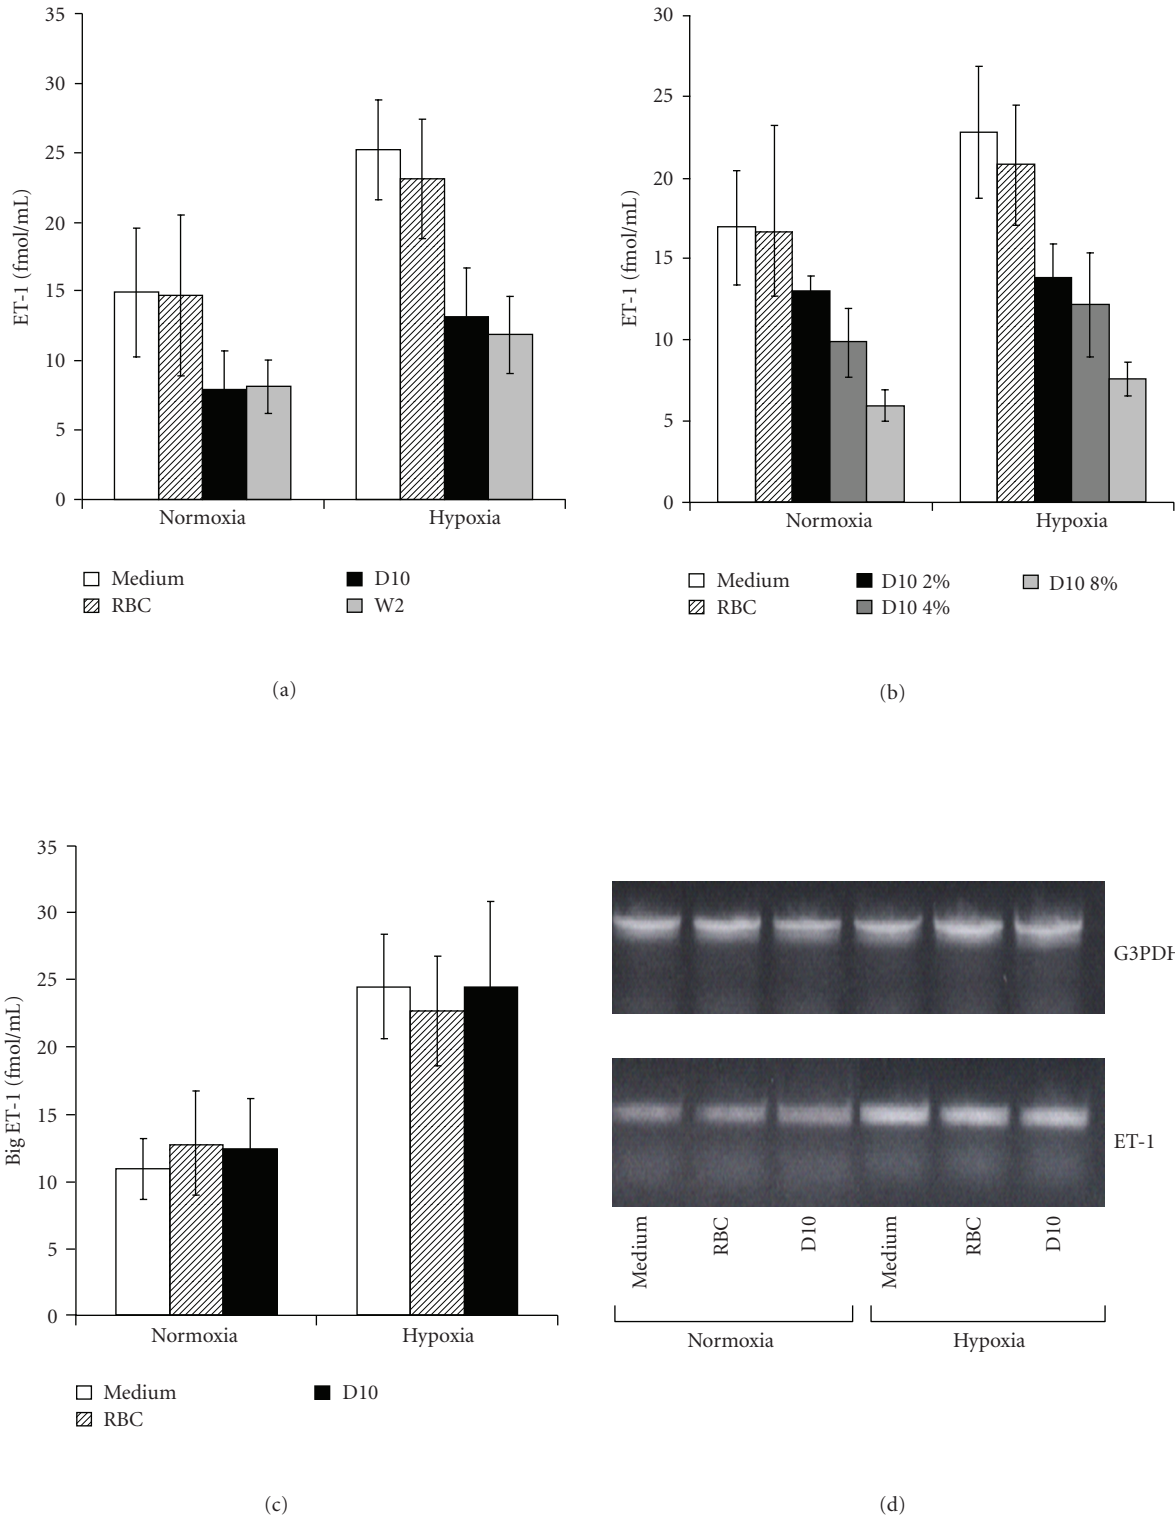 35
30
25
20
15
10
5
0
ET-1 (fmol/mL)
Normoxia
Hypoxia
Medium
RBC
D10
W2
(a)
30
25
20
15
10
5
0
ET-1 (fmol/mL)
Normoxia
Hypoxia
Medium
RBC
D10 2%
D10 4%
D10 8%
(b)
35
30
25
20
15
10
5
0
Big ET-1 (fmol/mL)
Normoxia
Hypoxia
Medium
RBC
D10
(c)
G3PDH
ET-1
Medium
RBC
D10
Medium
RBC
D10
Normoxia
Hypoxia
(d)